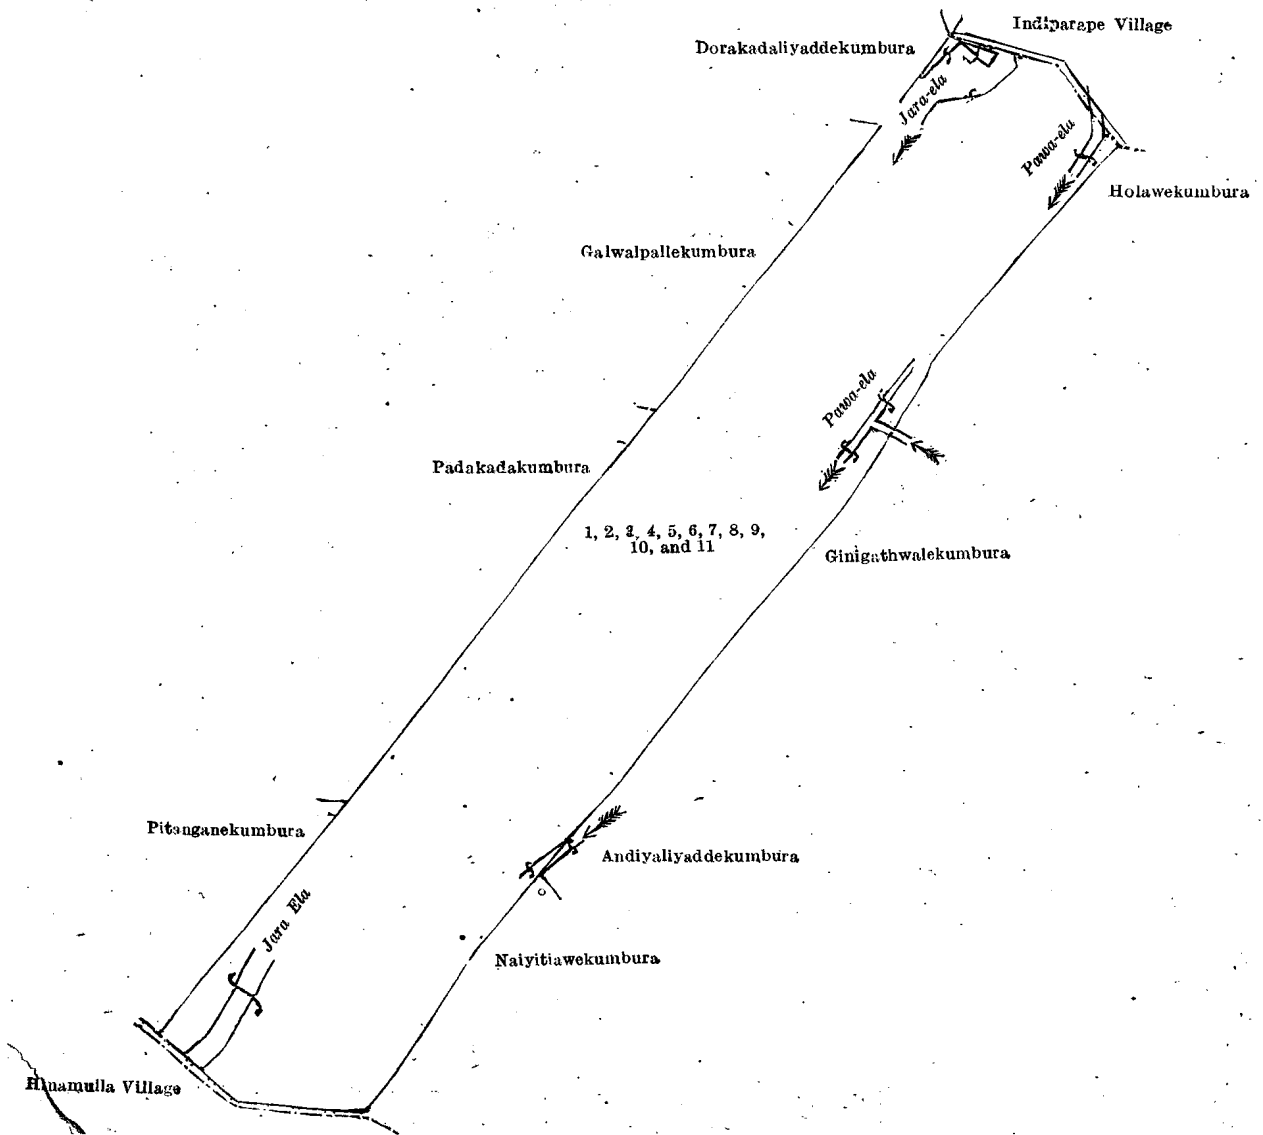 Indiparape Village
Dorakadaliyaddekumbura
Jara-ela
Pawa-ela
Holawekumbura
Galwalpallekumbura
Pawa-ela
Padakadakumbura
1, 2, 3, 4, 5, 6, 7, 8, 9,
10, and 11
Ginigathwalekumbura
Pitanganekumbura
Andiyaliyaddekumbura
Jara Ela
Naiyitiawekumbura
Hinamulla Village